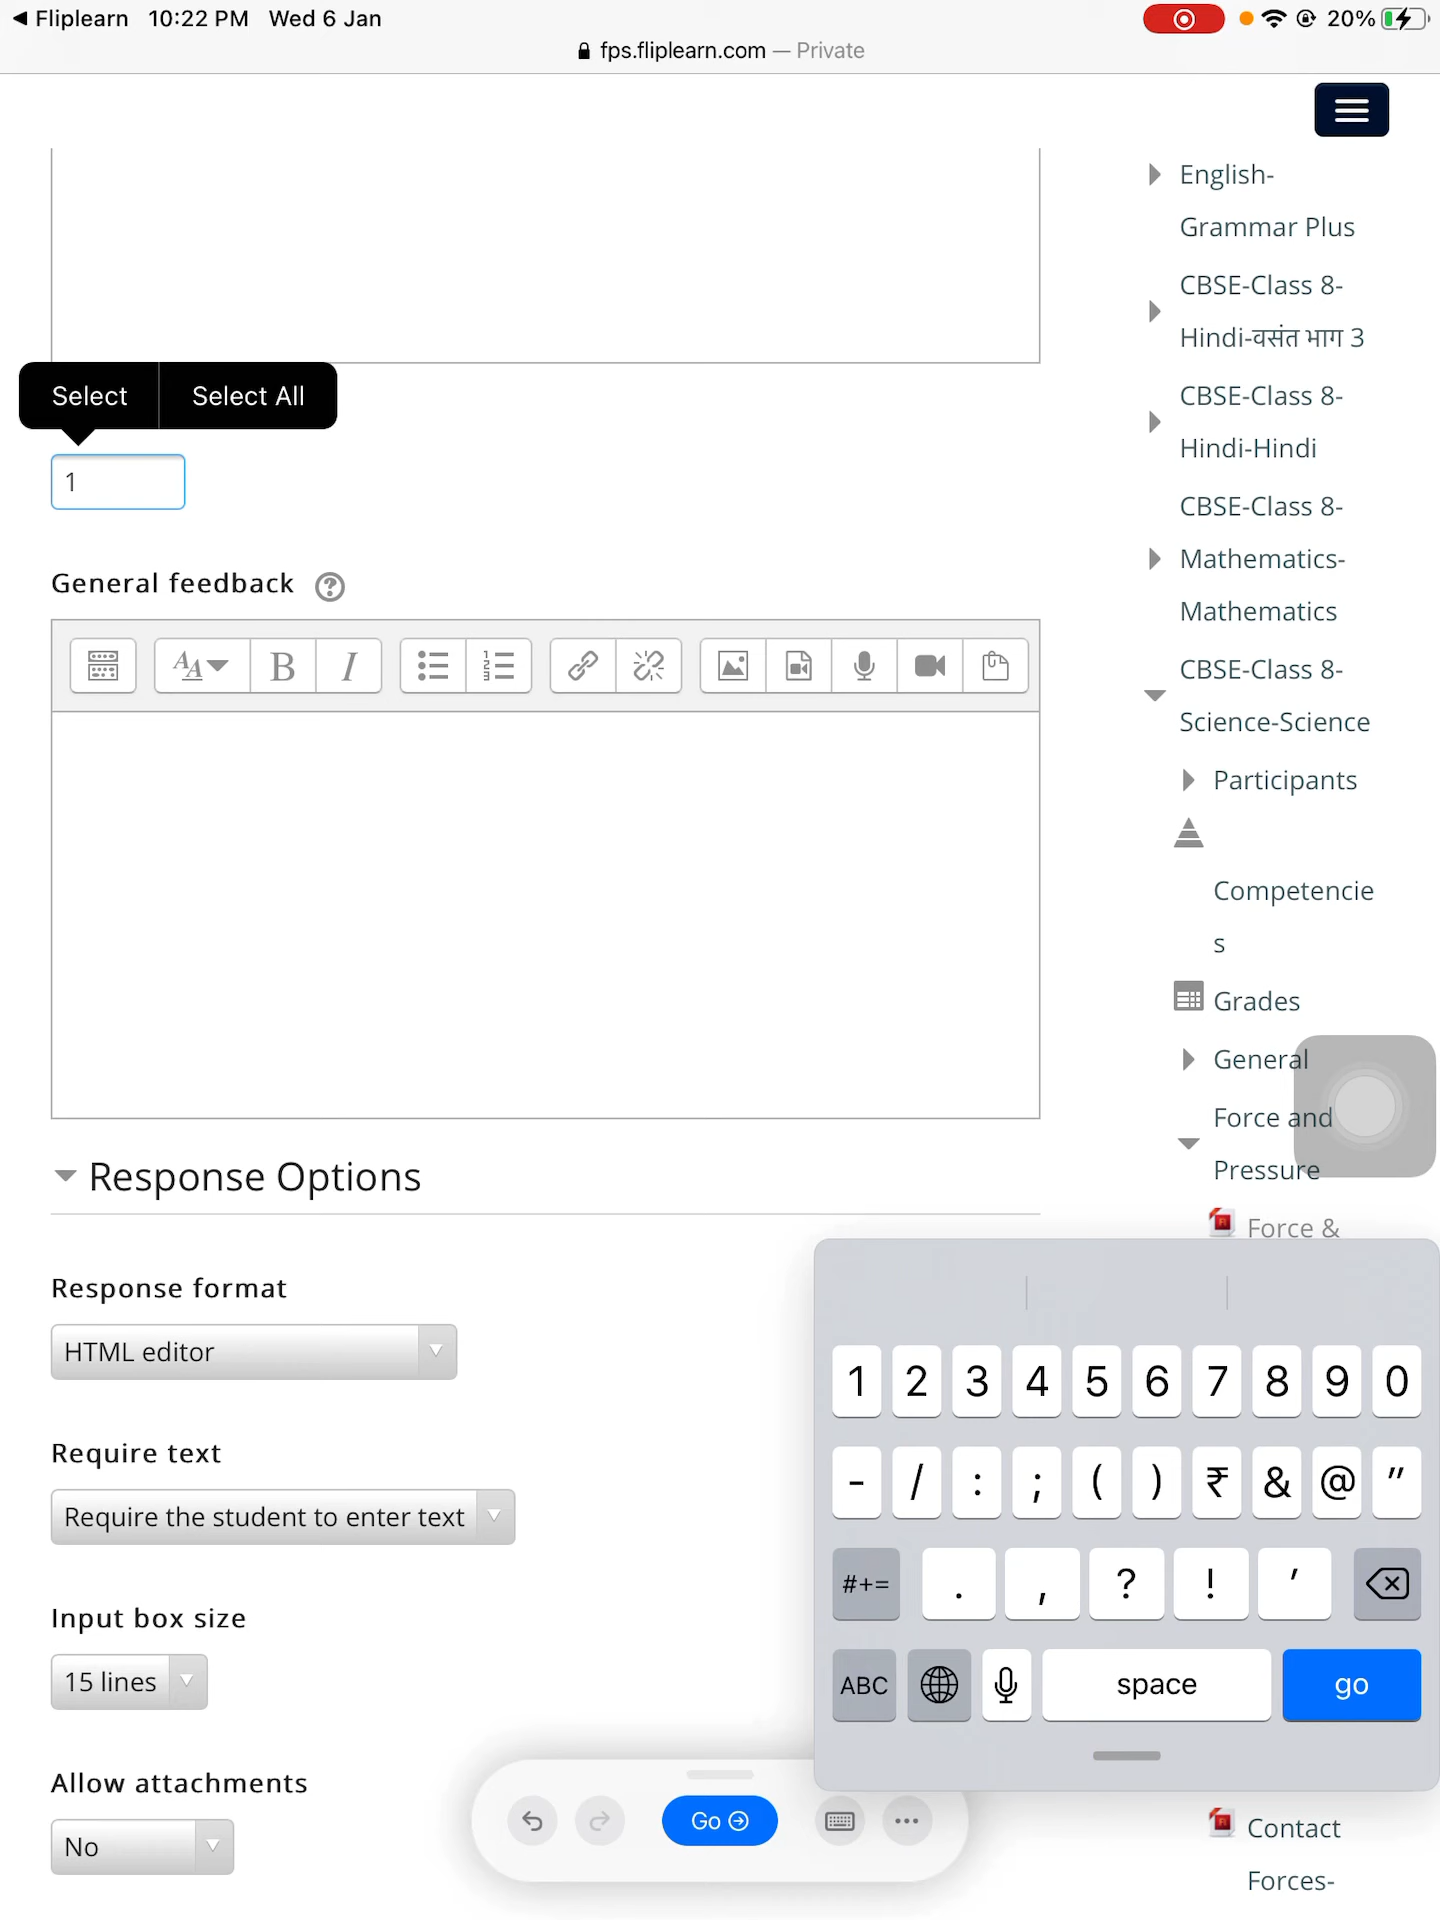 Fliplearn 10:22 PM Wed 6 Jan 20%
fps.fliplearn.com — Private
English-
Grammar Plus
CBSE-Class 8-
Hindi-वसंत भाग 3
CBSE-Class 8-
Hindi-Hindi
CBSE-Class 8-
Mathematics-
Mathematics
CBSE-Class 8-
Science-Science
Participants
Competencie
s
Grades
General
Force and
Pressure
Force &
Contact
Forces-
Select Select All
1
General feedback ?
AA B I
Response Options
Response format
HTML editor
Require text
Require the student to enter text
Input box size
15 lines
Allow attachments
No
Go
1 2 3 4 5 6 7 8 9 0
- / : ; ( ) ₹ & @ "
#+= . , ? ! '
ABC space go